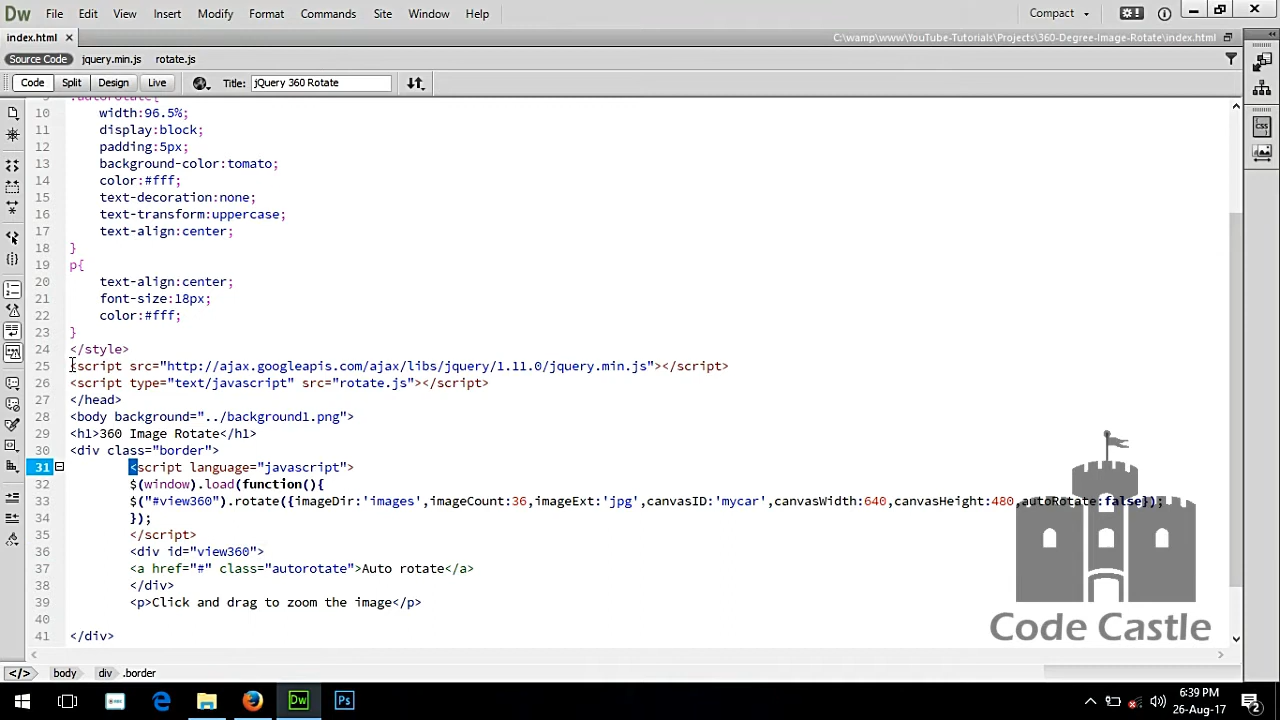 Dw File Edit View Insert Modify Format Commands Site Window Help Compact
index.html × C:\wamp\www\YouTube-Tutorials\Projects\360-Degree-Image-Rotate\index.html
Source Code jquery.min.js rotate.js
Code Split Design Live Title: jQuery 360 Rotate
9 .autorotate{
10 width:96.5%;
11 display:block;
12 padding:5px;
13 background-color:tomato;
14 color:#fff;
15 text-decoration:none;
16 text-transform:uppercase;
17 text-align:center;
18 }
19 p{
20 text-align:center;
21 font-size:18px;
22 color:#fff;
23 }
24 </style>
25 <script src="http://ajax.googleapis.com/ajax/libs/jquery/1.11.0/jquery.min.js"></script>
26 <script type="text/javascript" src="rotate.js"></script>
27 </head>
28 <body background="../background1.png">
29 <h1>360 Image Rotate</h1>
30 <div class="border">
31 <script language="javascript">
32 $(window).load(function(){
33 $("#view360").rotate({imageDir:'images',imageCount:36,imageExt:'jpg',canvasID:'mycar',canvasWidth:640,canvasHeight:480,autoRotate:false});
34 });
35 </script>
36 <div id="view360">
37 <a href="#" class="autorotate">Auto rotate</a>
38 </div>
39 <p>Click and drag to zoom the image</p>
40
41 </div>
Code Castle
</> body div .border
Dw Ps 6:39 PM
26-Aug-17 2